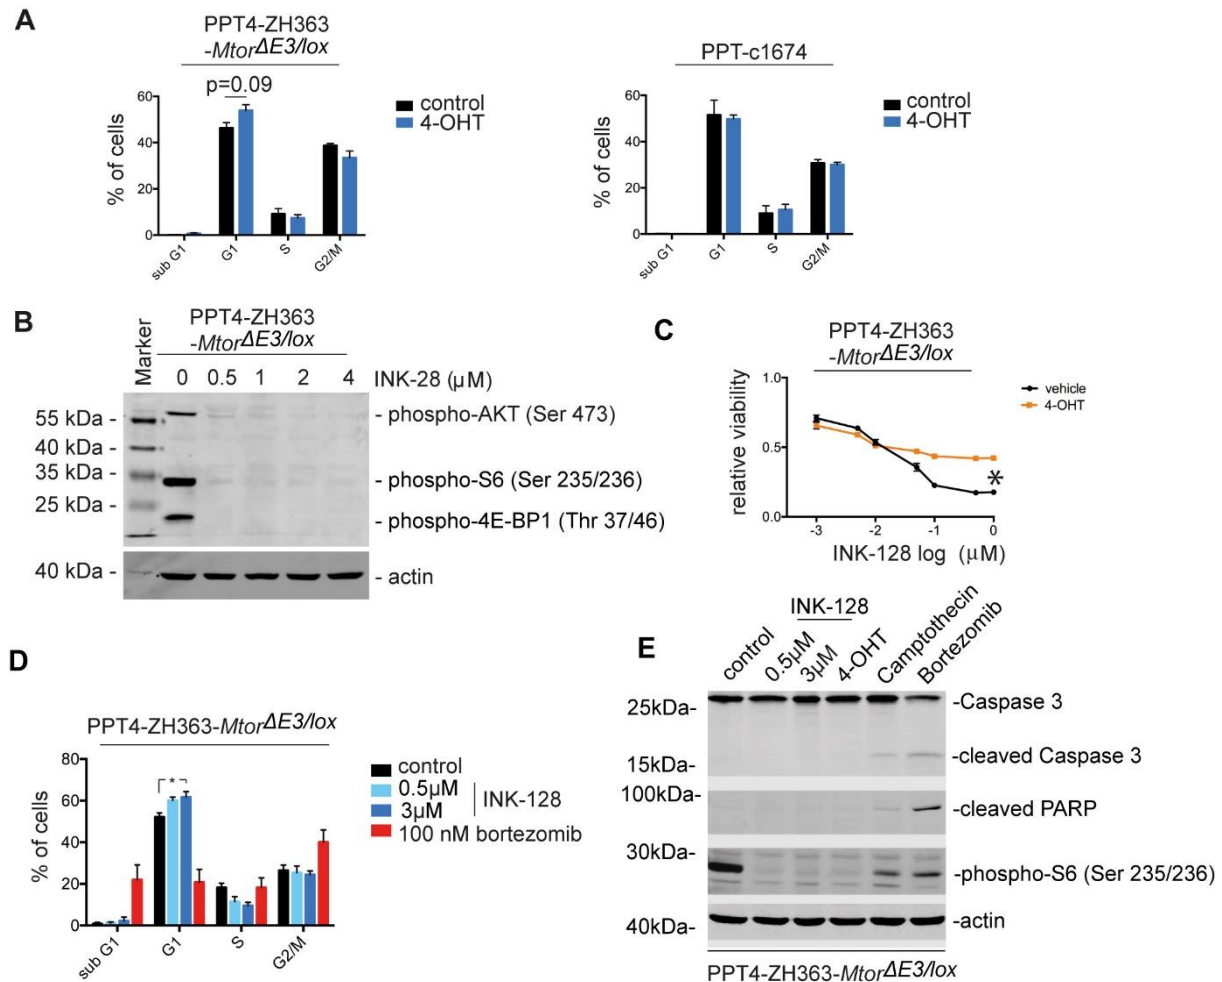 A
PPT4-ZH363
-MtorΔE3/lox
p=0.09
60
40
20
0
% of cells
sub G1
G1
S
G2/M
control
4-OHT
PPT-c1674
60
40
20
0
% of cells
sub G1
G1
S
G2/M
control
4-OHT
B
Marker
PPT4-ZH363
-MtorΔE3/lox
0 0.5 1 2 4 INK-28 (µM)
55 kDa -
40 kDa -
35 kDa -
25 kDa -
- phospho-AKT (Ser 473)
- phospho-S6 (Ser 235/236)
- phospho-4E-BP1 (Thr 37/46)
40 kDa -
- actin
C
PPT4-ZH363
-MtorΔE3/lox
1.0
0.5
0.0
relative viability
-3 -2 -1 0
INK-128 log (µM)
vehicle
4-OHT
*
D
PPT4-ZH363-MtorΔE3/lox
80
60
40
20
0
% of cells
*
sub G1
G1
S
G2/M
control
0.5µM
3µM
INK-128
100 nM bortezomib
E
INK-128
control
0.5µM
3µM
4-OHT
Camptothecin
Bortezomib
25kDa-
-Caspase 3
15kDa-
-cleaved Caspase 3
100kDa-
-cleaved PARP
30kDa-
-phospho-S6 (Ser 235/236)
40kDa-
-actin
PPT4-ZH363-MtorΔE3/lox